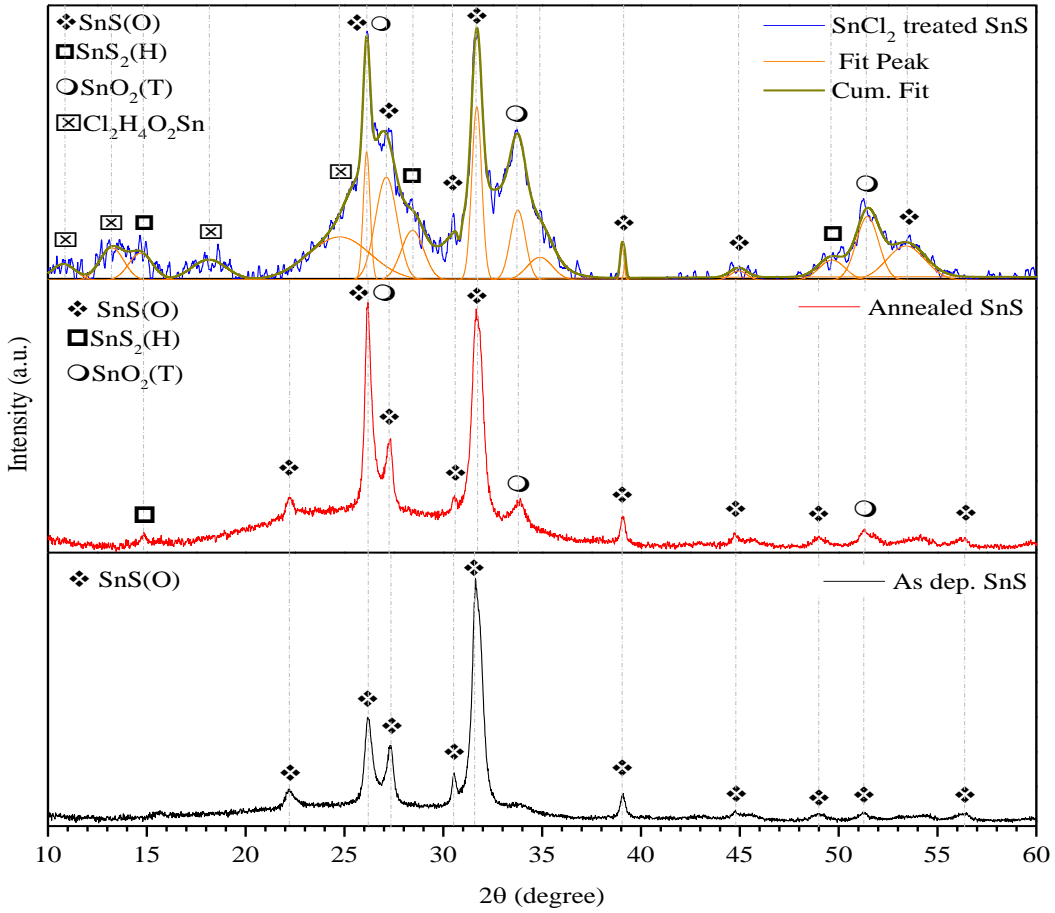 SnS(O)
SnS2(H)
SnO2(T)
Cl2H4O2Sn
SnCl2 treated SnS
Fit Peak
Cum. Fit
SnS(O)
SnS2(H)
SnO2(T)
Annealed SnS
SnS(O)
As dep. SnS
Intensity (a.u.)
10 15 20 25 30 35 40 45 50 55 60
2θ (degree)